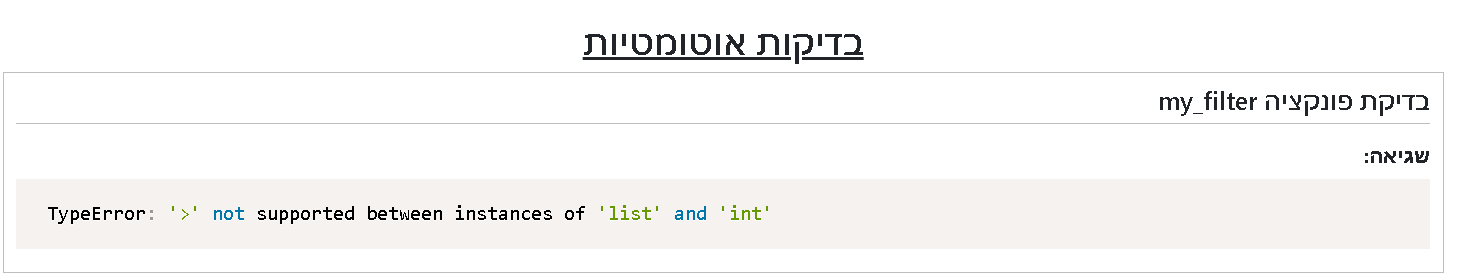 בדיקות אוטומטיות
בדיקת פונקציה my_filter
שגיאה:
TypeError: '>' not supported between instances of 'list' and 'int'